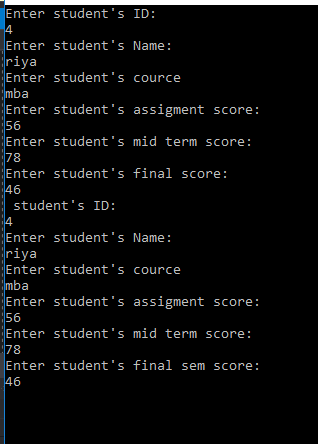 Enter student's ID:
4
Enter student's Name:
riya
Enter student's cource
mba
Enter student's assigment score:
56
Enter student's mid term score:
78
Enter student's final score:
46
 student's ID:
4
Enter student's Name:
riya
Enter student's cource
mba
Enter student's assigment score:
56
Enter student's mid term score:
78
Enter student's final sem score:
46